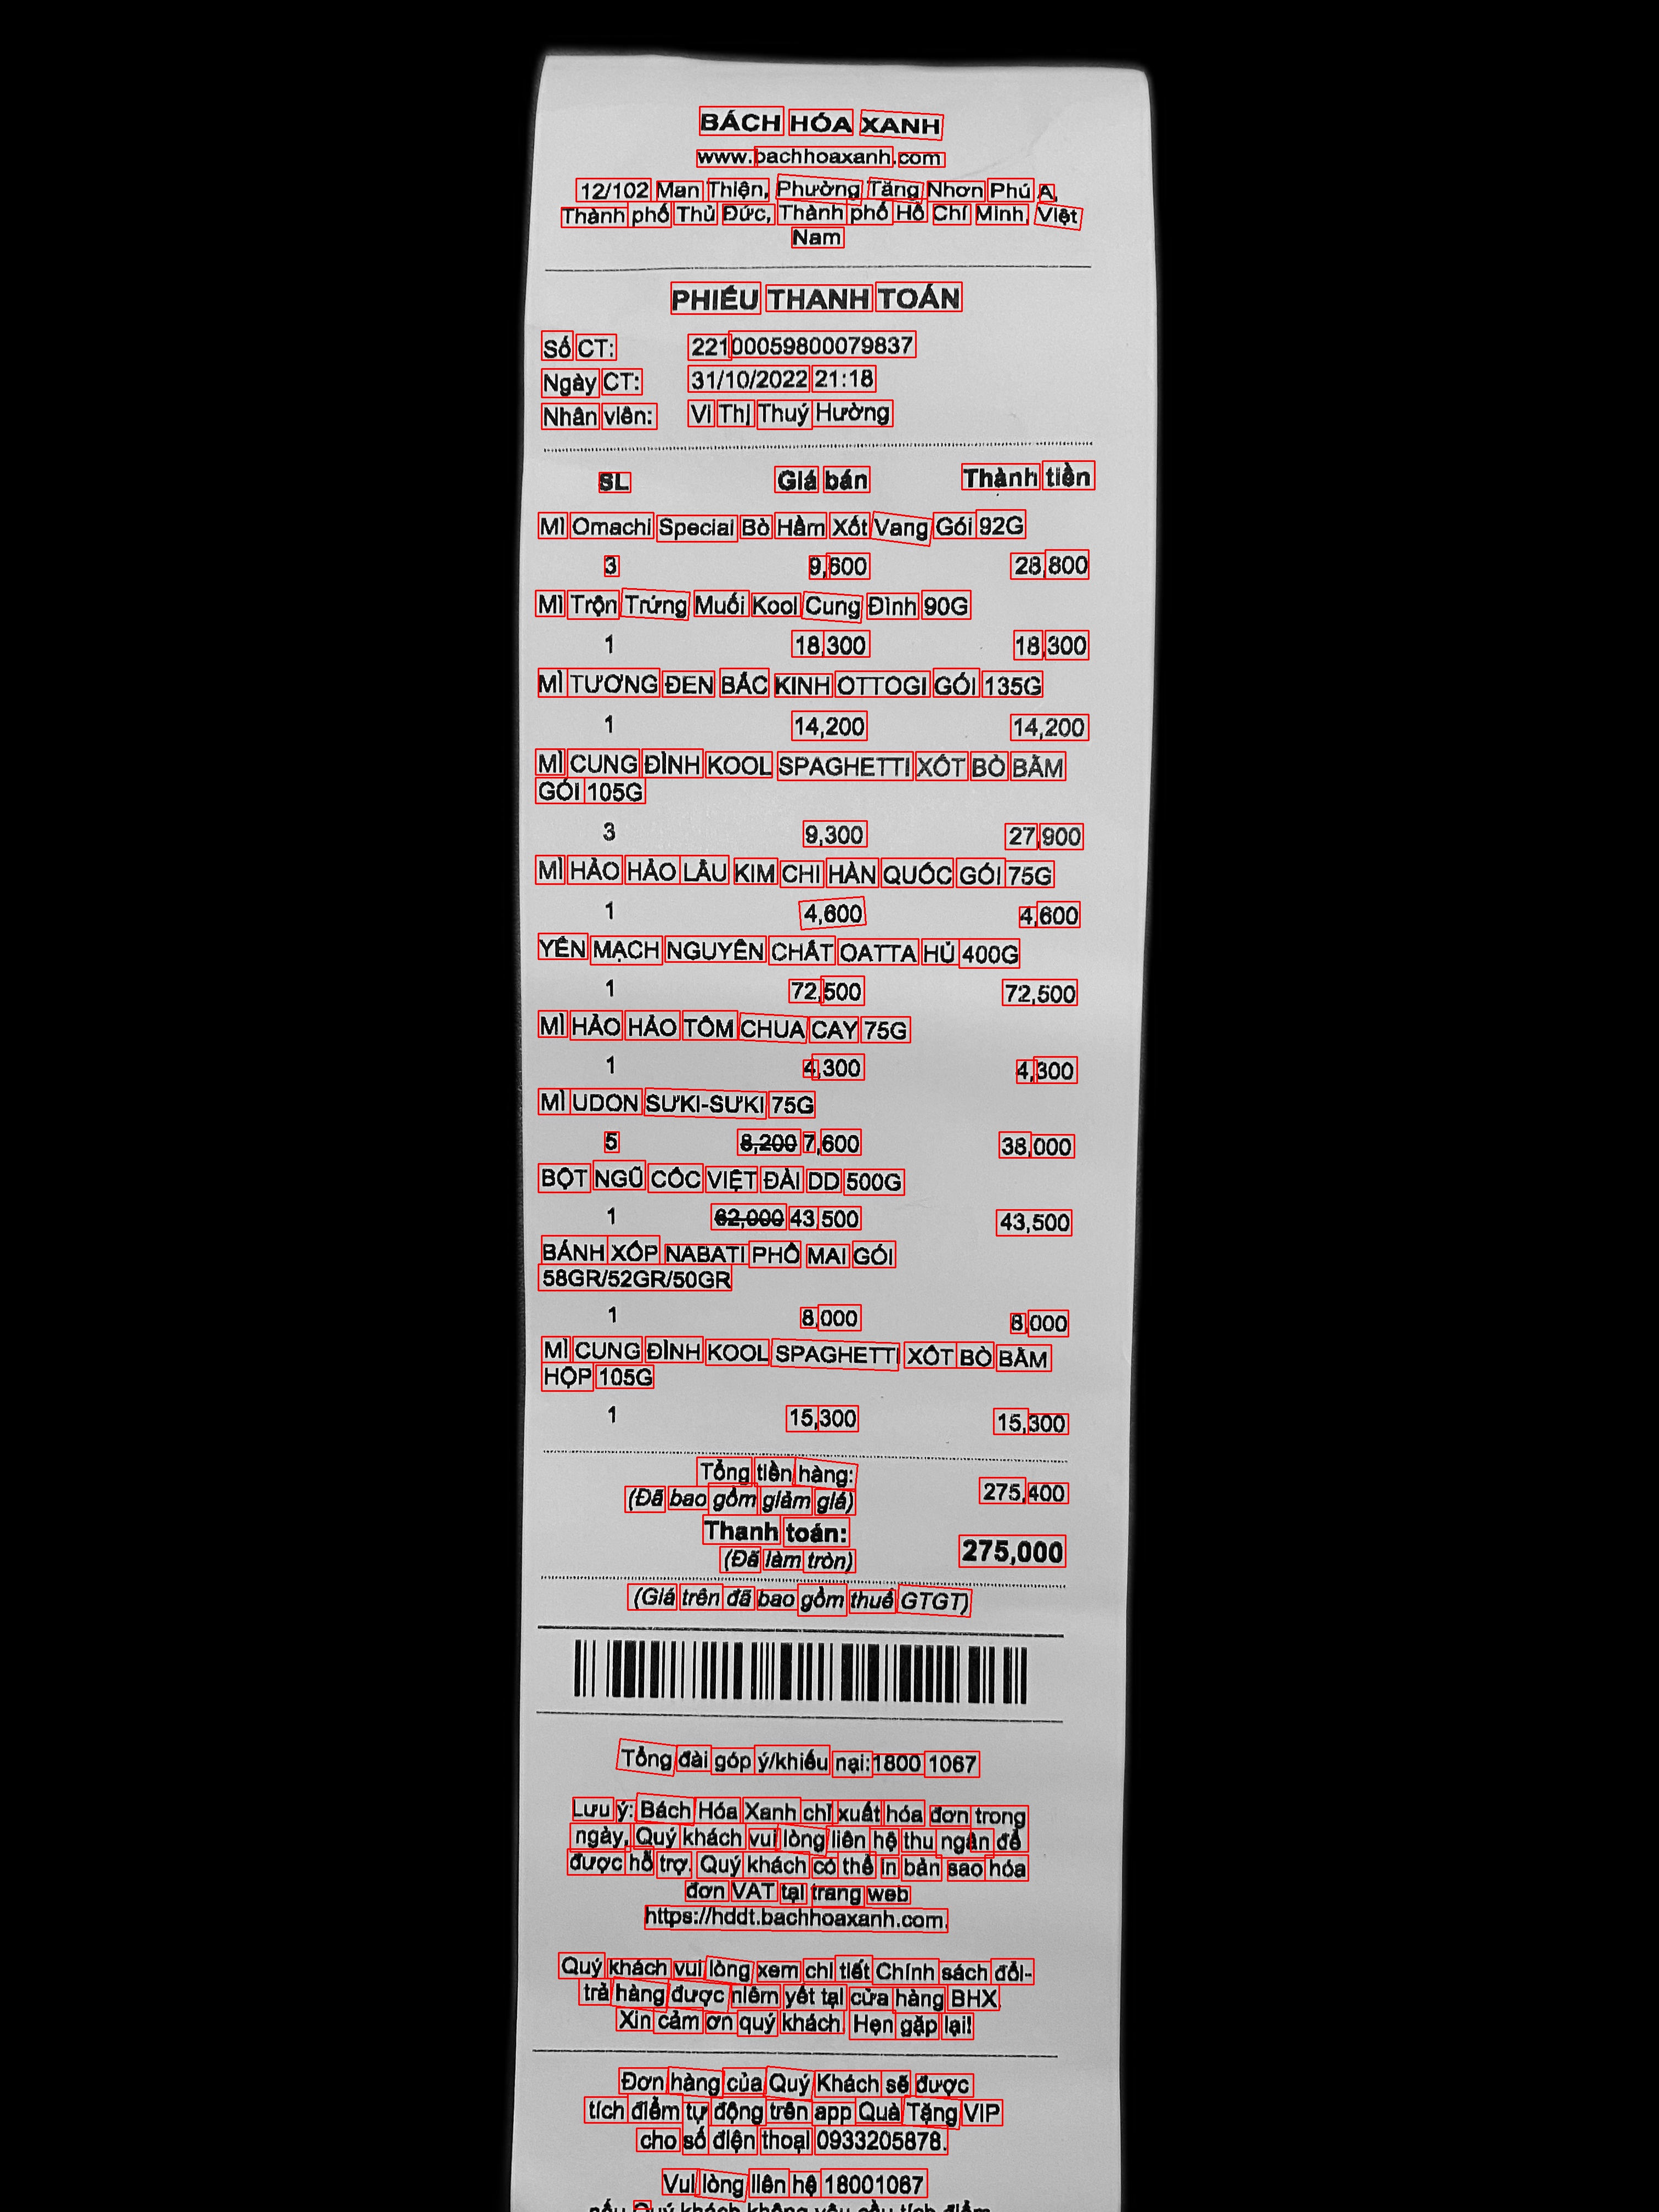 BÁCH HÓA XANH
www.bachhoaxanh.com
12/102 Man Thiện, Phường Tăng Nhơn Phú A,
Thành phố Thủ Đức, Thành phố Hồ Chí Minh, Việt
Nam
PHIẾU THANH TOÁN
Số CT: 22100059800079837
Ngày CT: 31/10/2022 21:18
Nhân viên: Vi Thị Thuý Hường
SL Giá bán Thành tiền
Mì Omachi Special Bò Hầm Xốt Vang Gói 92G
3 9,600 28,800
Mì Trộn Trứng Muối Kool Cung Đình 90G
1 18,300 18,300
MÌ TƯƠNG ĐEN BẮC KINH OTTOGI GÓI 135G
1 14,200 14,200
MÌ CUNG ĐÌNH KOOL SPAGHETTI XỐT BÒ BẰM
GÓI 105G
3 9,300 27,900
MÌ HẢO HẢO LẨU KIM CHI HÀN QUỐC GÓI 75G
1 4,600 4,600
YẾN MẠCH NGUYÊN CHẤT OATTA HŨ 400G
1 72,500 72,500
MÌ HẢO HẢO TÔM CHUA CAY 75G
1 4,300 4,300
MÌ UDON SƯKI-SƯKI 75G
5 8,200 7,600 38,000
BỘT NGŨ CỐC VIỆT ĐÀI DD 500G
1 62,000 43,500 43,500
BÁNH XỐP NABATI PHÔ MAI GÓI
58GR/52GR/50GR
1 8,000 8,000
MÌ CUNG ĐÌNH KOOL SPAGHETTI XỐT BÒ BẰM
HỘP 105G
1 15,300 15,300
Tổng tiền hàng: 275,400
(Đã bao gồm giảm giá)
Thanh toán: 275,000
(Đã làm tròn)
(Giá trên đã bao gồm thuế GTGT)
Tổng đài góp ý/khiếu nại:1800 1067
Lưu ý: Bách Hóa Xanh chỉ xuất hóa đơn trong
ngày, Quý khách vui lòng liên hệ thu ngân để
được hỗ trợ. Quý khách có thể in bản sao hóa
đơn VAT tại trang web
https://hddt.bachhoaxanh.com.
Quý khách vui lòng xem chi tiết Chính sách đổi-
trả hàng được niêm yết tại cửa hàng BHX.
Xin cảm ơn quý khách. Hẹn gặp lại!
Đơn hàng của Quý Khách sẽ được
tích điểm tự động trên app Quà Tặng VIP
cho số điện thoại 0933205878.
Vui lòng liên hệ 18001067
nếu Quý khách không yêu cầu tích điểm